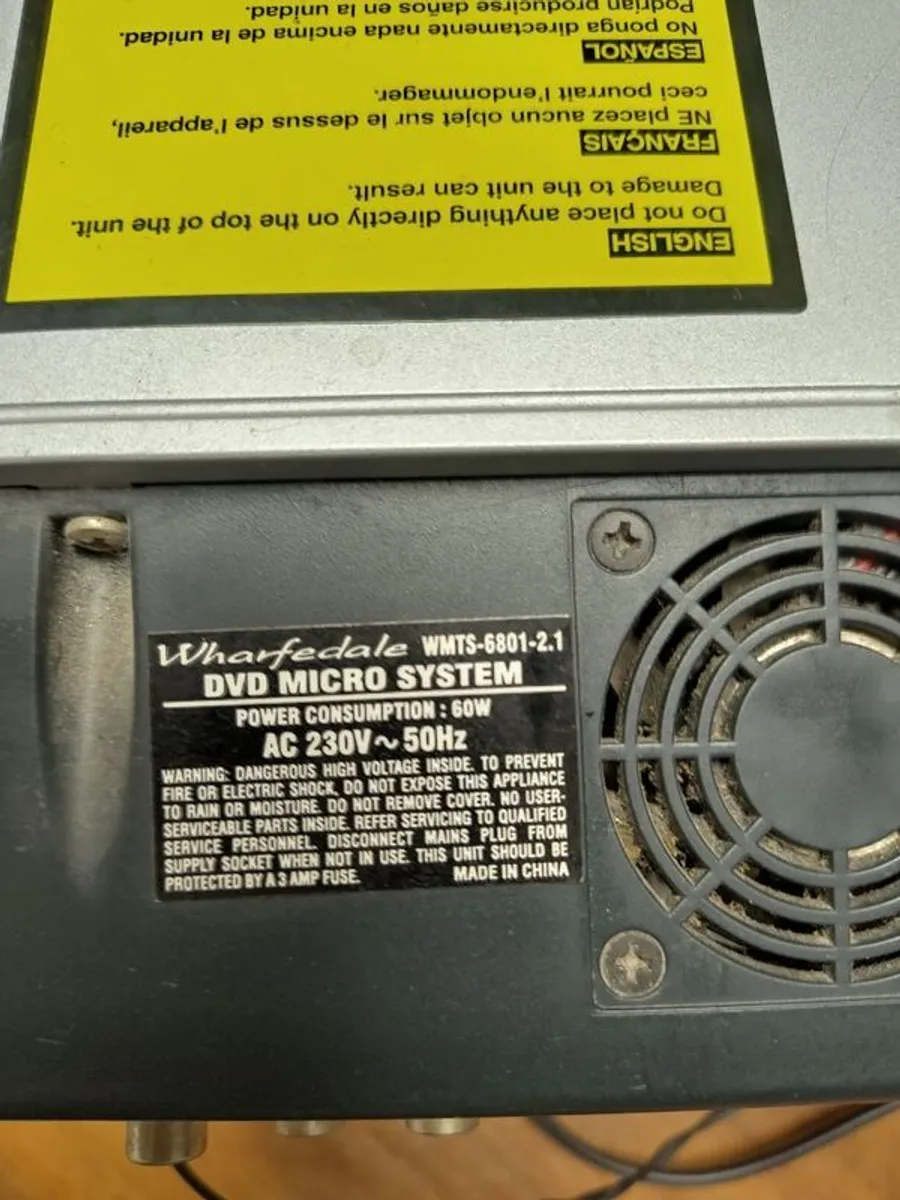 ENGLISH
Do not place anything directly on the top of the unit.
Damage to the unit can result.
FRANÇAIS
NE placez aucun objet sur le dessus de l'appareil,
ceci pourrait l'endommager.
ESPAÑOL
No ponga directamente nada encima de la unidad.
Podrian producirse daños en la unidad.
Wharfedale WMTS-6801-2.1
DVD MICRO SYSTEM
POWER CONSUMPTION : 60W
AC 230V~50Hz
WARNING: DANGEROUS HIGH VOLTAGE INSIDE. TO PREVENT
FIRE OR ELECTRIC SHOCK, DO NOT EXPOSE THIS APPLIANCE
TO RAIN OR MOISTURE. DO NOT REMOVE COVER. NO USER-
SERVICEABLE PARTS INSIDE. REFER SERVICING TO QUALIFIED
SERVICE PERSONNEL. DISCONNECT MAINS PLUG FROM
SUPPLY SOCKET WHEN NOT IN USE. THIS UNIT SHOULD BE
PROTECTED BY A 3 AMP FUSE. MADE IN CHINA